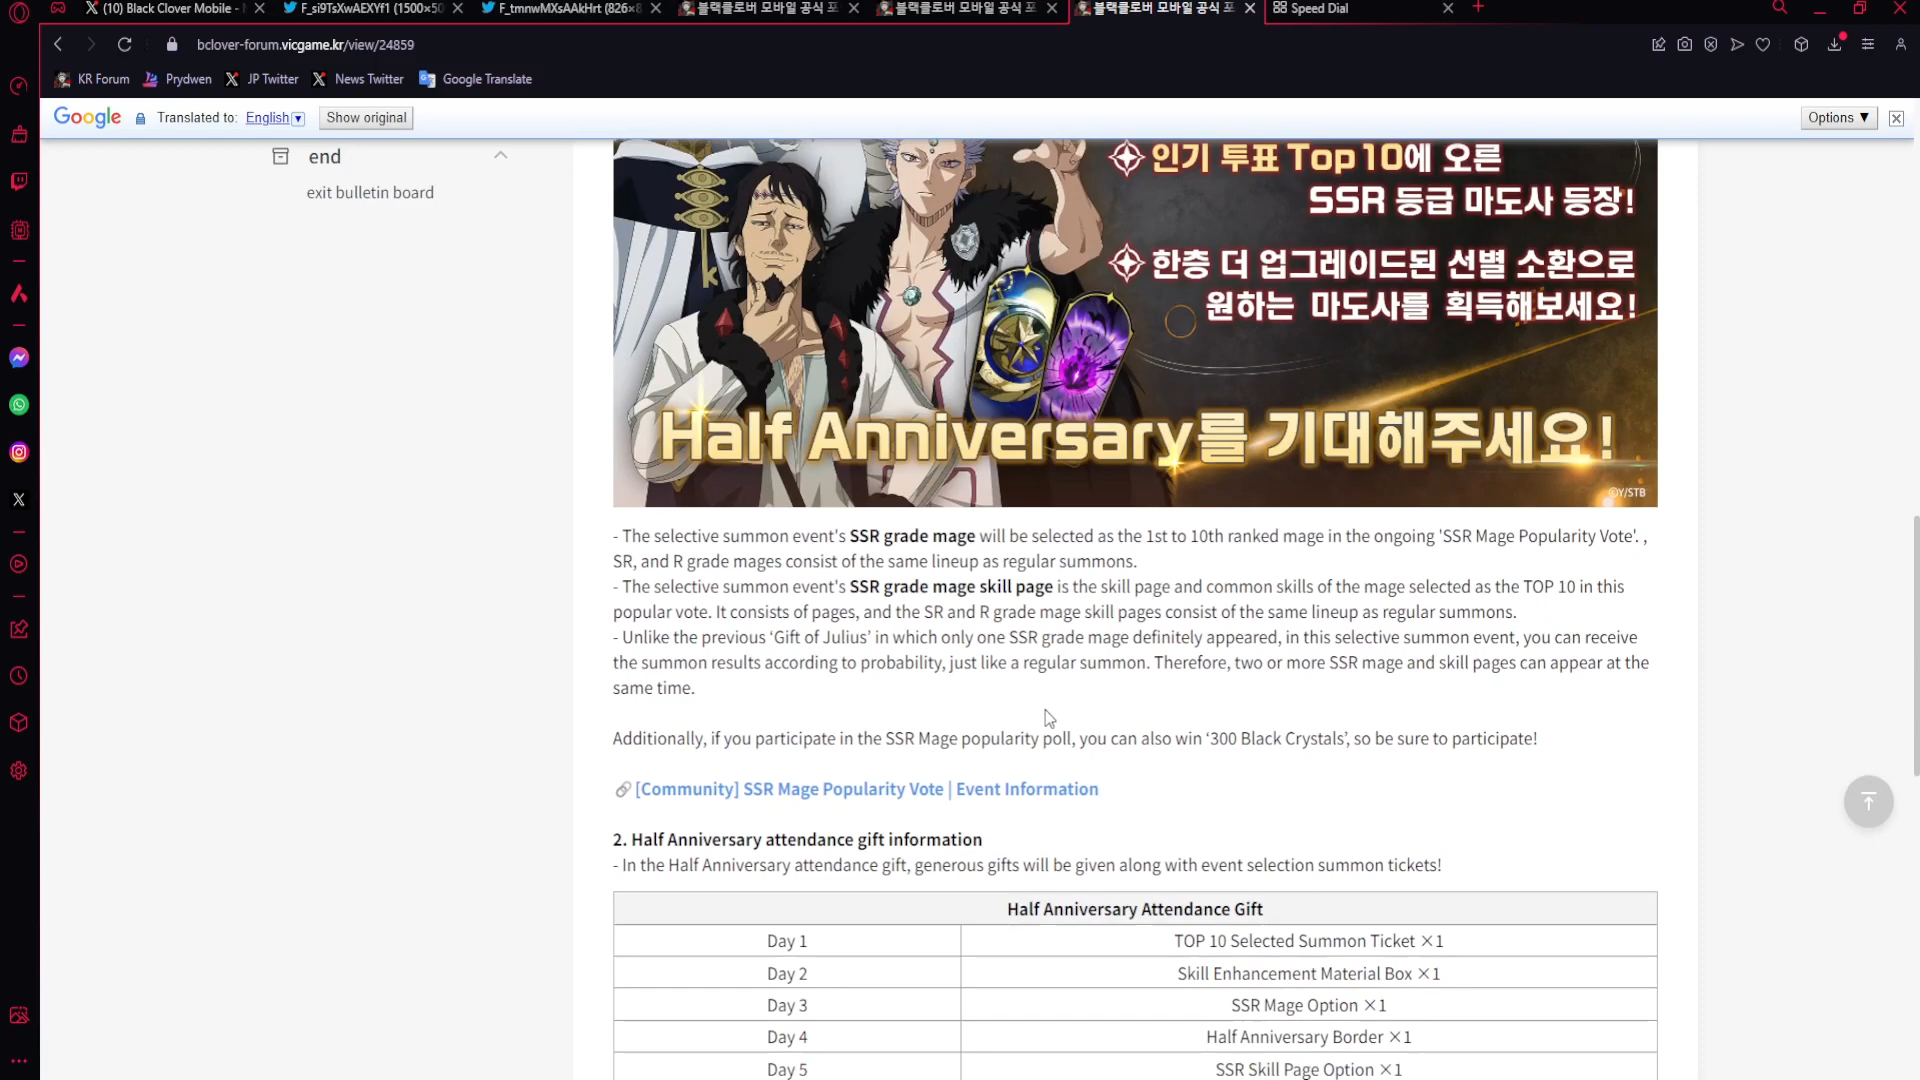 (10) Black Clover Mobile -
F_si9TsXwAEXYf1 (1500×50
F_tmnwMXsAAkHrt (826×8
블랙클로버 모바일 공식 포
블랙클로버 모바일 공식 포
블랙클로버 모바일 공식 포
Speed Dial
bclover-forum.vicgame.kr/view/24859
KR Forum
Prydwen
JP Twitter
News Twitter
Google Translate
Google Translated to: English Show original Options ▼
end
exit bulletin board
인기 투표 Top10에 오른
SSR 등급 마도사 등장!
한층 더 업그레이드된 선별 소환으로
원하는 마도사를 획득해보세요!
Half Anniversary를 기대해주세요!
©Y/STB
- The selective summon event's SSR grade mage will be selected as the 1st to 10th ranked mage in the ongoing 'SSR Mage Popularity Vote'. ,
SR, and R grade mages consist of the same lineup as regular summons.
- The selective summon event's SSR grade mage skill page is the skill page and common skills of the mage selected as the TOP 10 in this
popular vote. It consists of pages, and the SR and R grade mage skill pages consist of the same lineup as regular summons.
- Unlike the previous ‘Gift of Julius’ in which only one SSR grade mage definitely appeared, in this selective summon event, you can receive
the summon results according to probability, just like a regular summon. Therefore, two or more SSR mage and skill pages can appear at the
same time.
Additionally, if you participate in the SSR Mage popularity poll, you can also win ‘300 Black Crystals’, so be sure to participate!
[Community] SSR Mage Popularity Vote | Event Information
2. Half Anniversary attendance gift information
- In the Half Anniversary attendance gift, generous gifts will be given along with event selection summon tickets!
Half Anniversary Attendance Gift
Day 1 TOP 10 Selected Summon Ticket ×1
Day 2 Skill Enhancement Material Box ×1
Day 3 SSR Mage Option ×1
Day 4 Half Anniversary Border ×1
Day 5 SSR Skill Page Option ×1